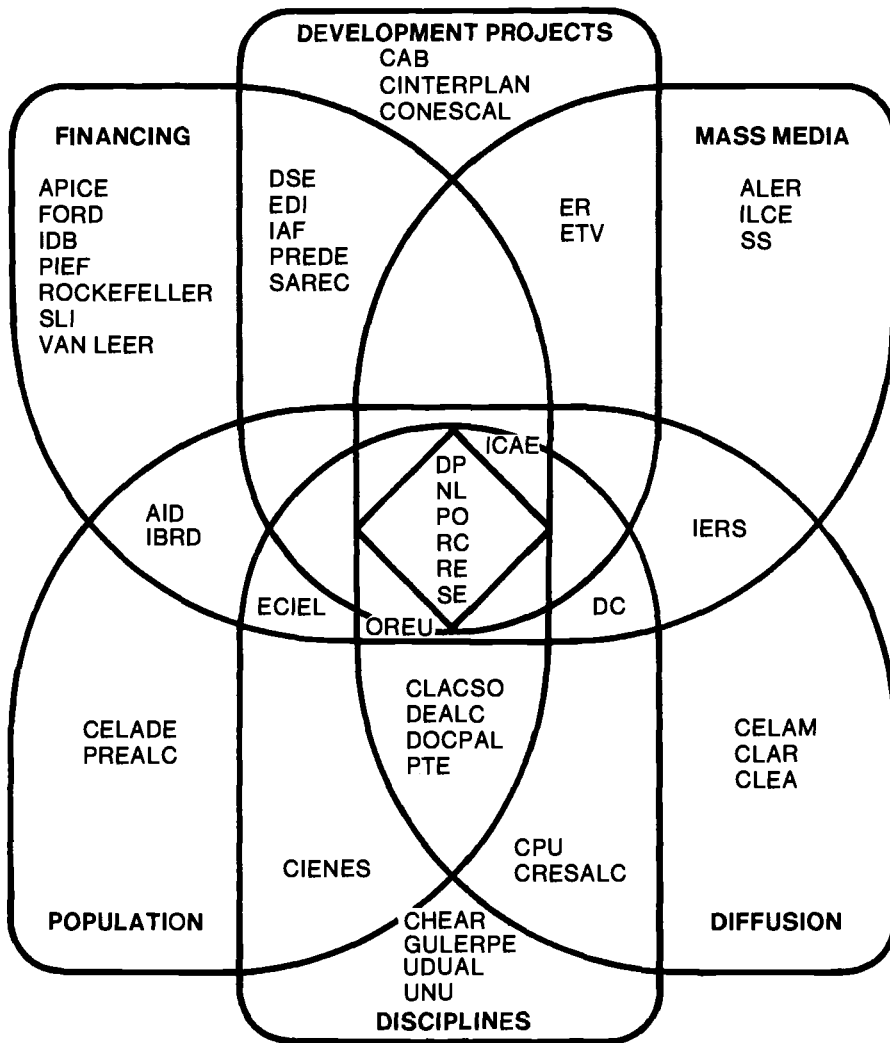 DEVELOPMENT PROJECTS
CAB
CINTERPLAN
CONESCAL
FINANCING
APICE
FORD
IDB
PIEF
ROCKEFELLER
SLI
VAN LEER
DSE
EDI
IAF
PREDE
SAREC
ER
ETV
MASS MEDIA
ALER
ILCE
SS
AID
IBRD
ICAE
DP
NL
PO
RC
RE
SE
IERS
ECIEL
OREU
DC
CELADE
PREALC
CLACSO
DEALC
DOCPAL
PTE
CELAM
CLAR
CLEA
CIENES
CPU
CRESALC
POPULATION
CHEAR
GULERPE
UDUAL
UNU
DISCIPLINES
DIFFUSION